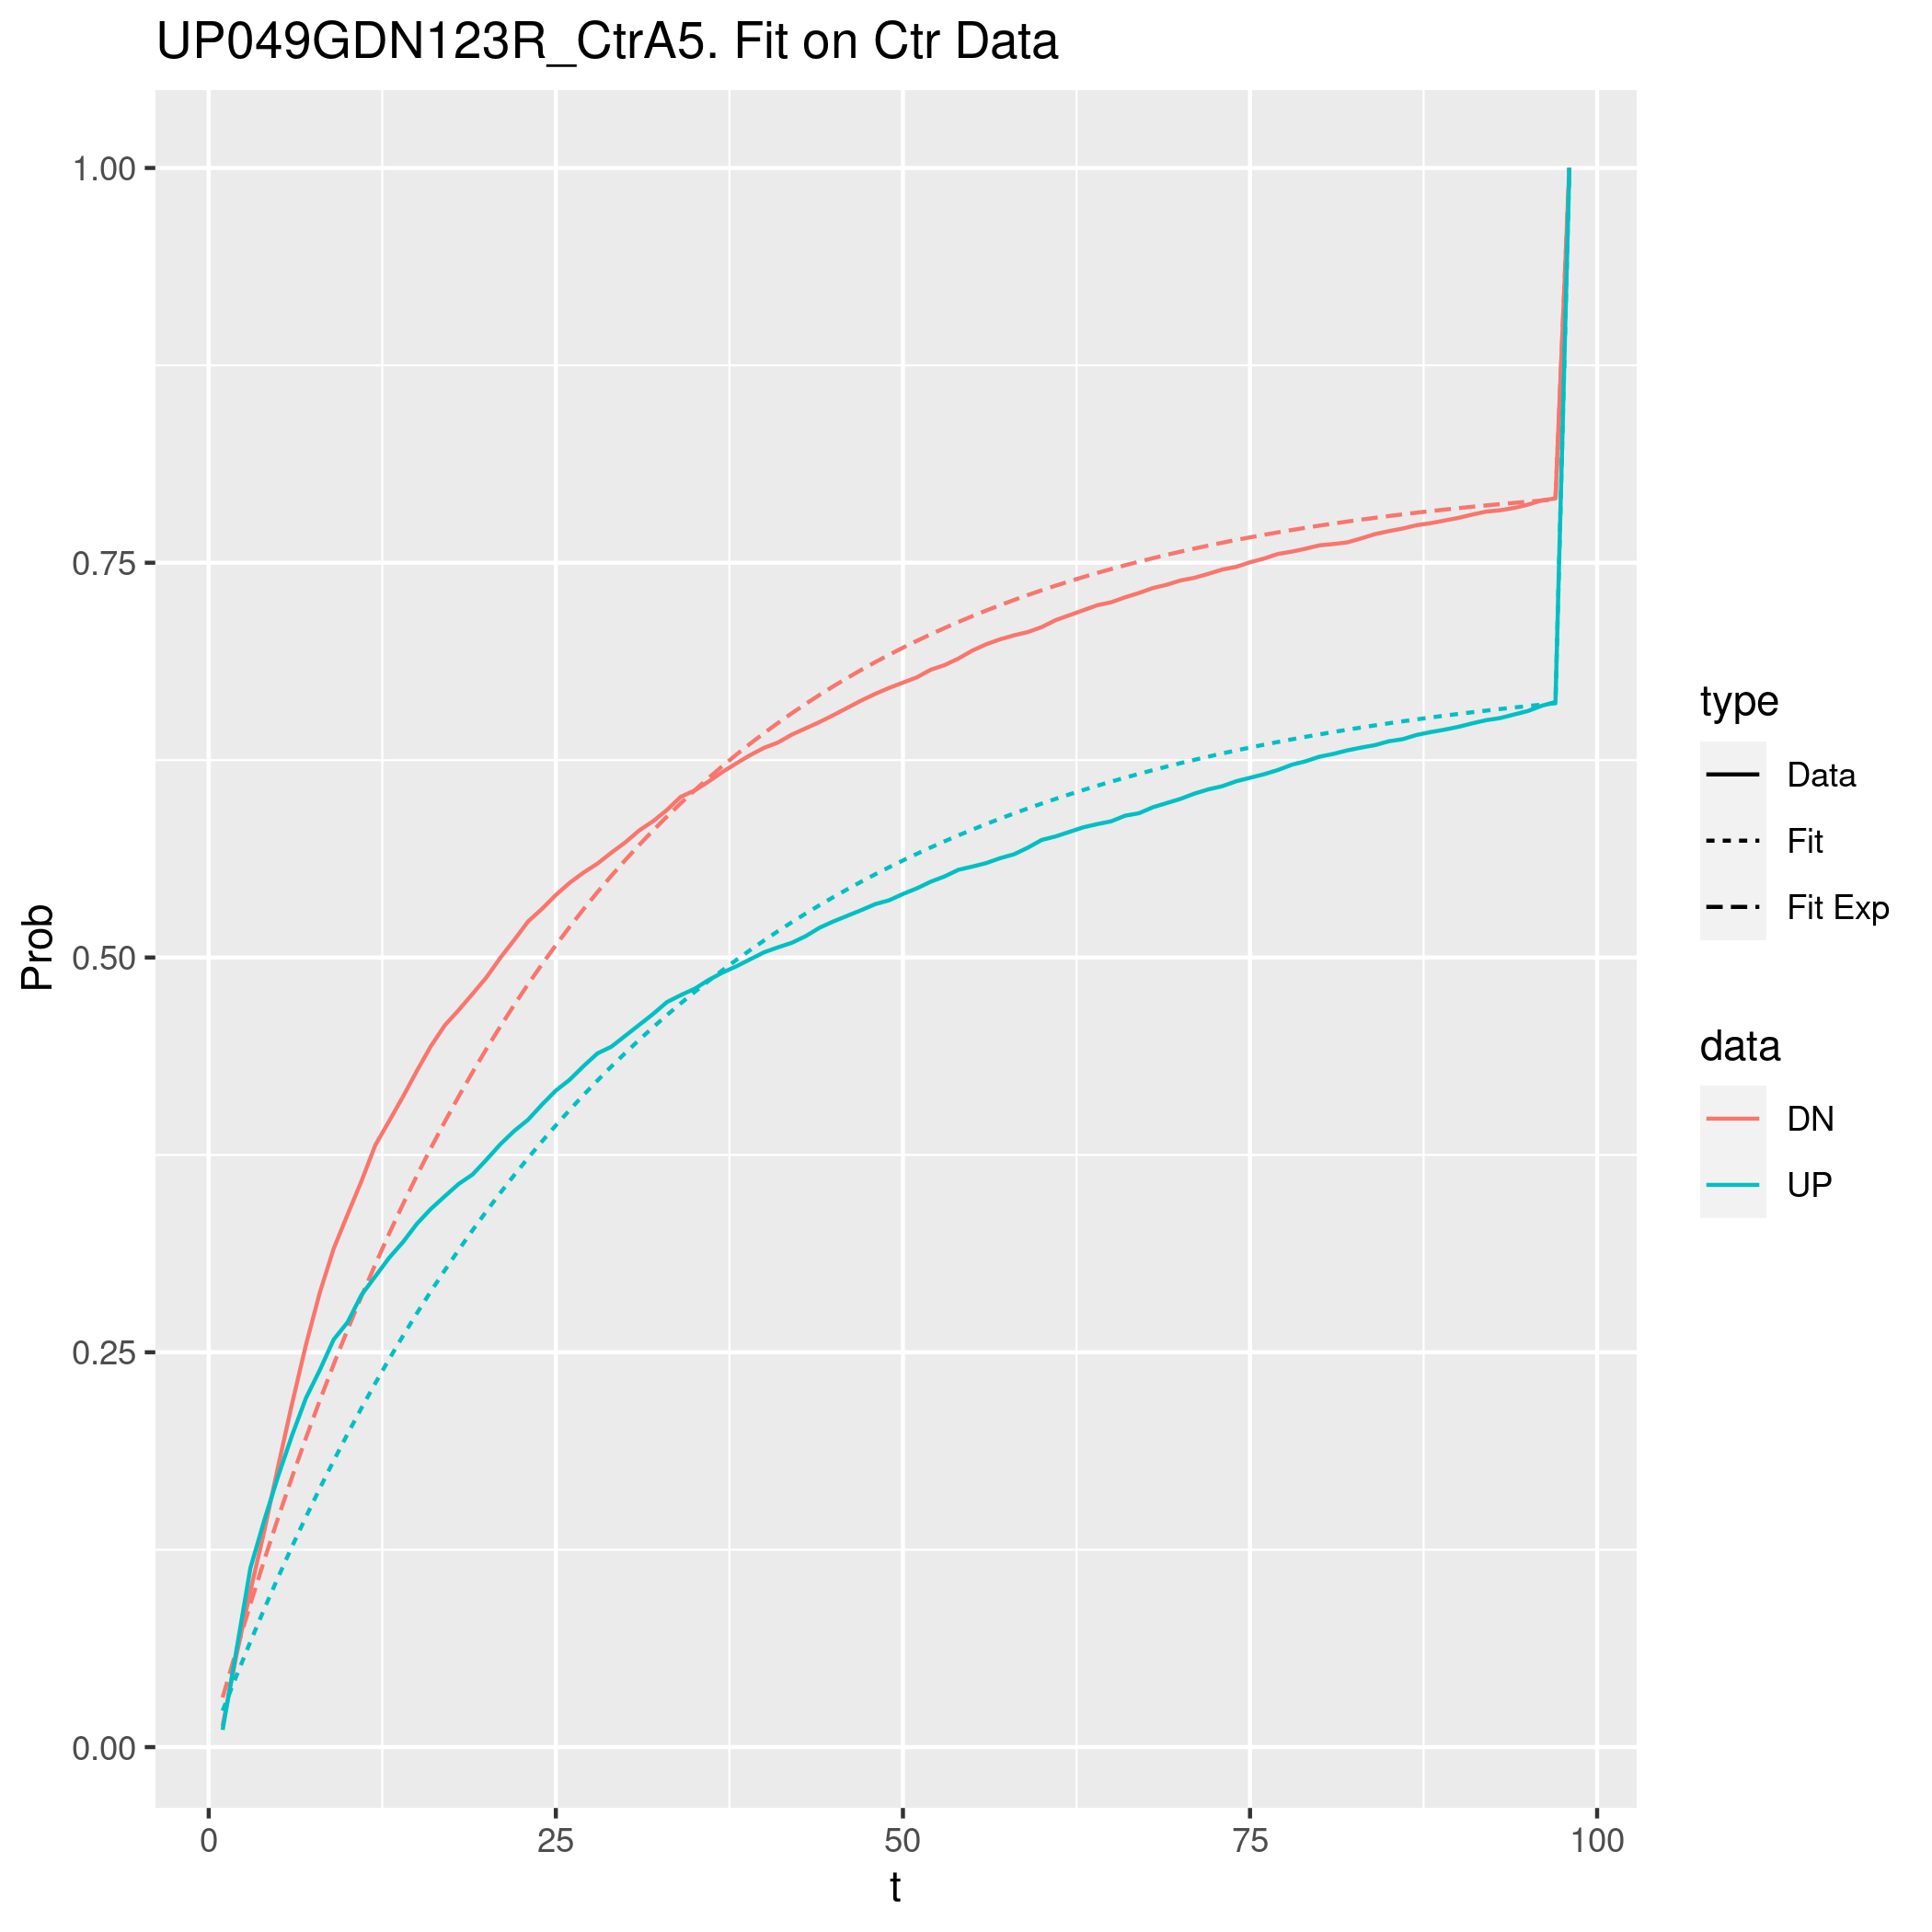 UP049GDN123R_CtrA5. Fit on Ctr Data
1.00
0.75
0.50
0.25
0.00
Prob
0 25 50 75 100
t
type
Data
Fit
Fit Exp
data
DN
UP